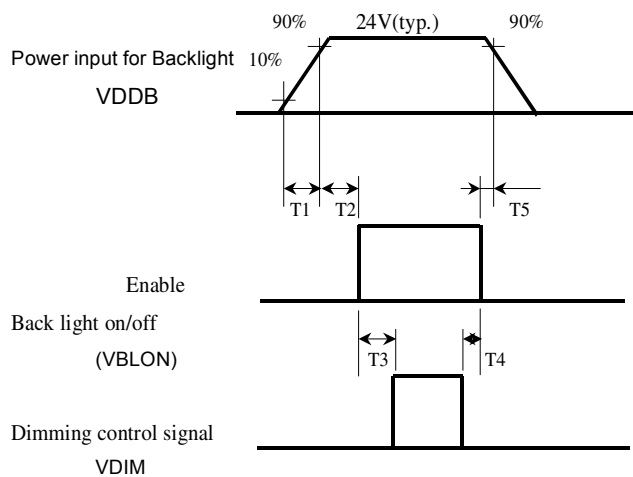 90%
24V(typ.)
90%
Power input for Backlight
10%
VDDB
T1
T2
T5
Enable
Back light on/off
(VBLON)
T3
T4
Dimming control signal
VDIM